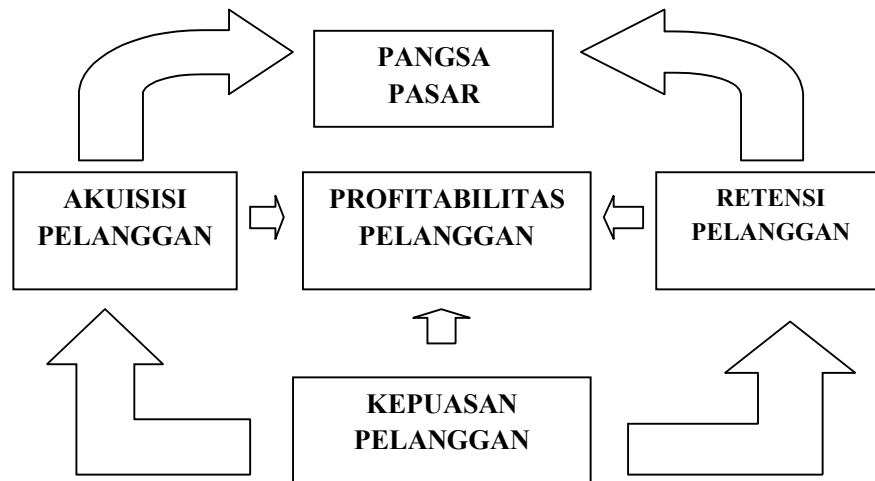 PANGSA
PASAR
AKUISISI
PELANGGAN
PROFITABILITAS
PELANGGAN
RETENSI
PELANGGAN
KEPUASAN
PELANGGAN